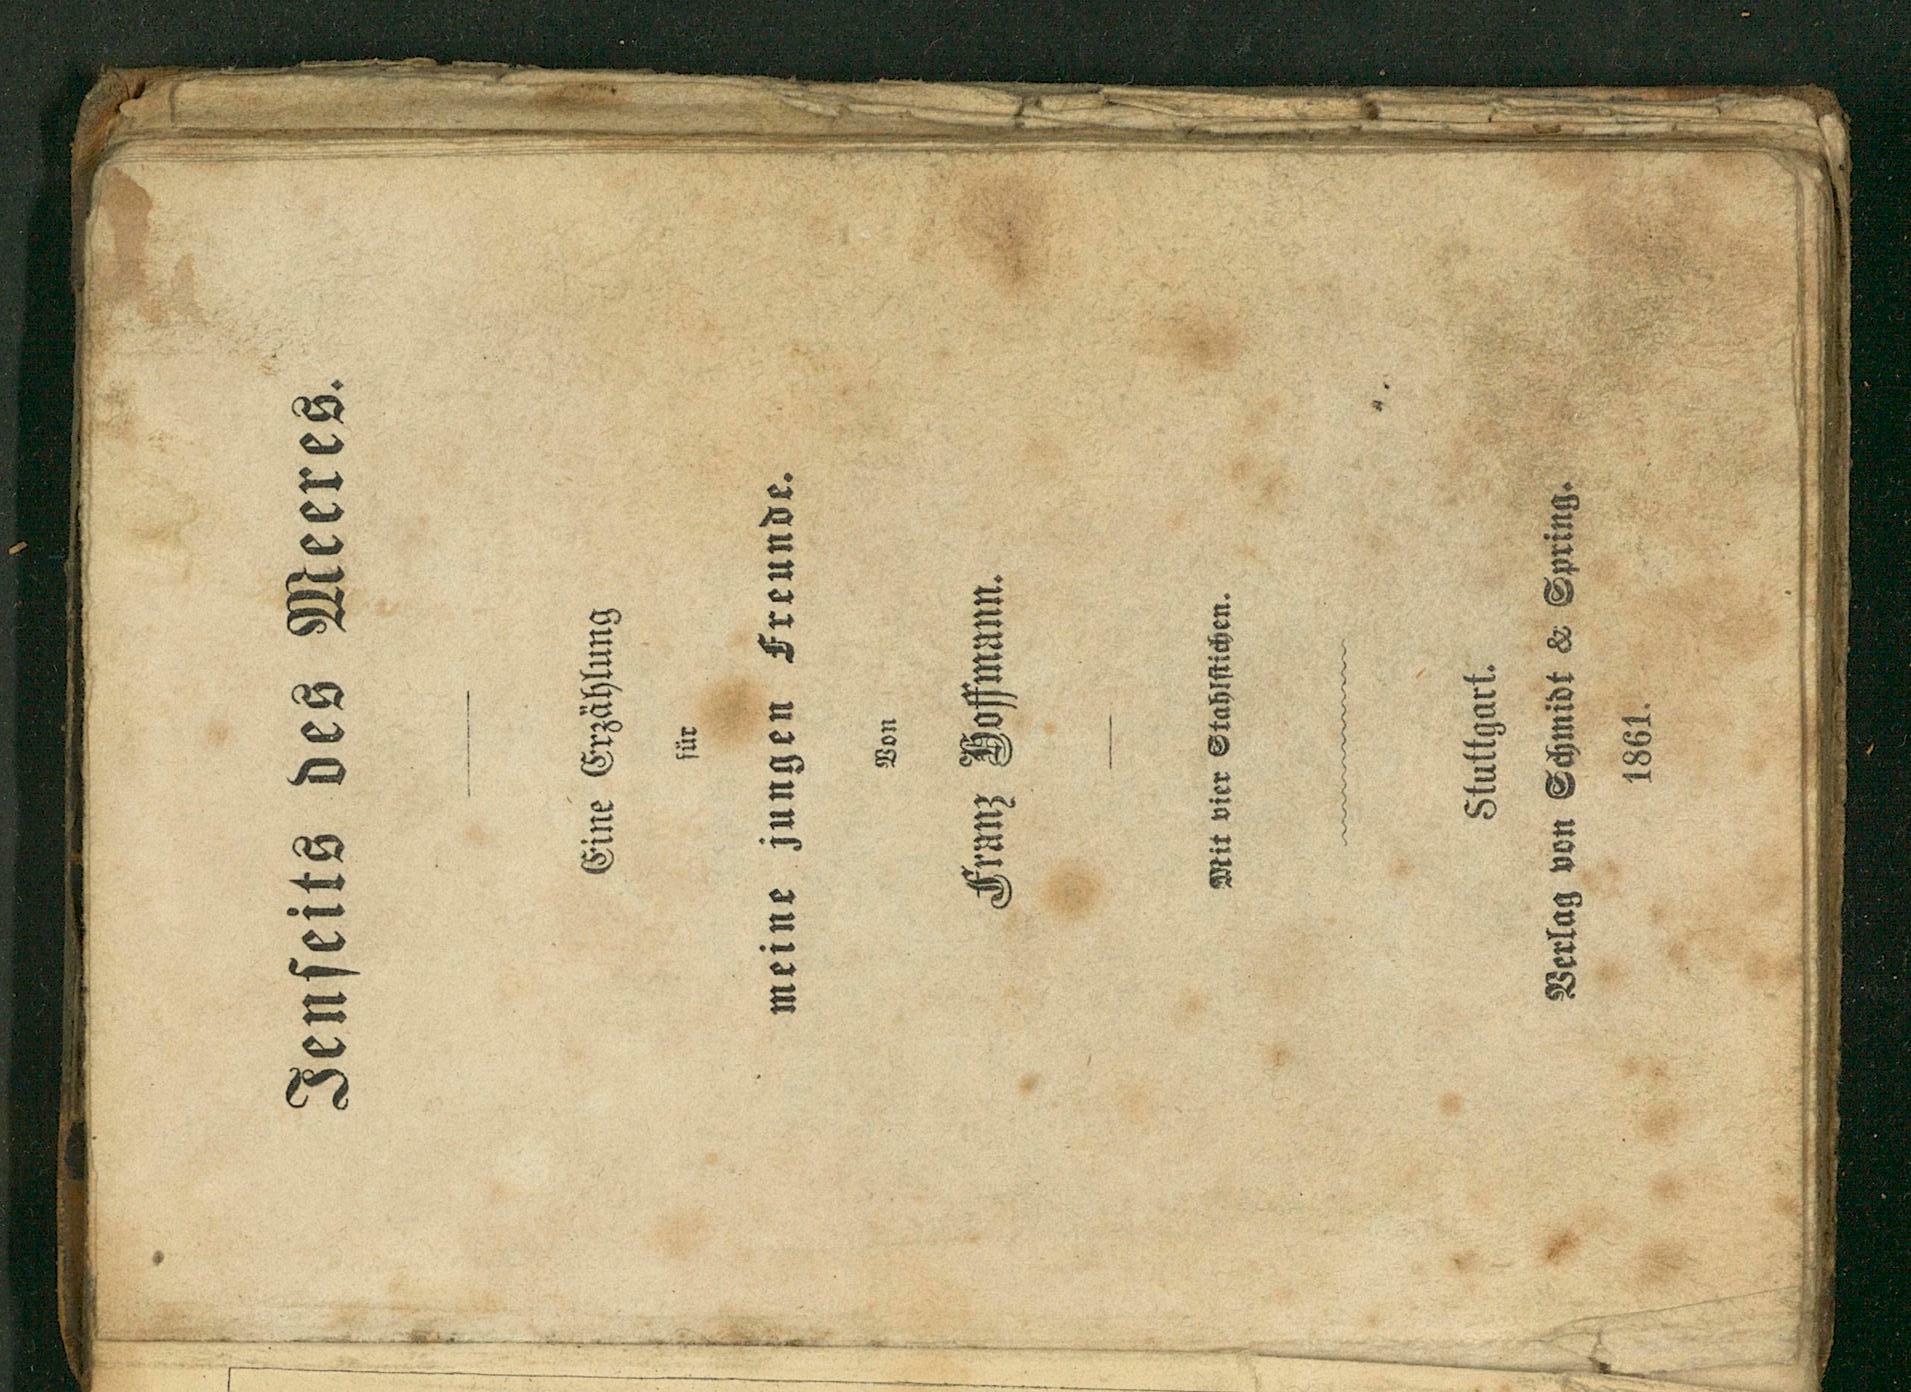 Jenseits des Meeres.
Eine Erzählung
für
meine jungen Freunde.
Von
Franz Hoffmann.
Mit vier Stahlstichen.
Stuttgart.
Verlag von Schmidt & Spring.
1861.